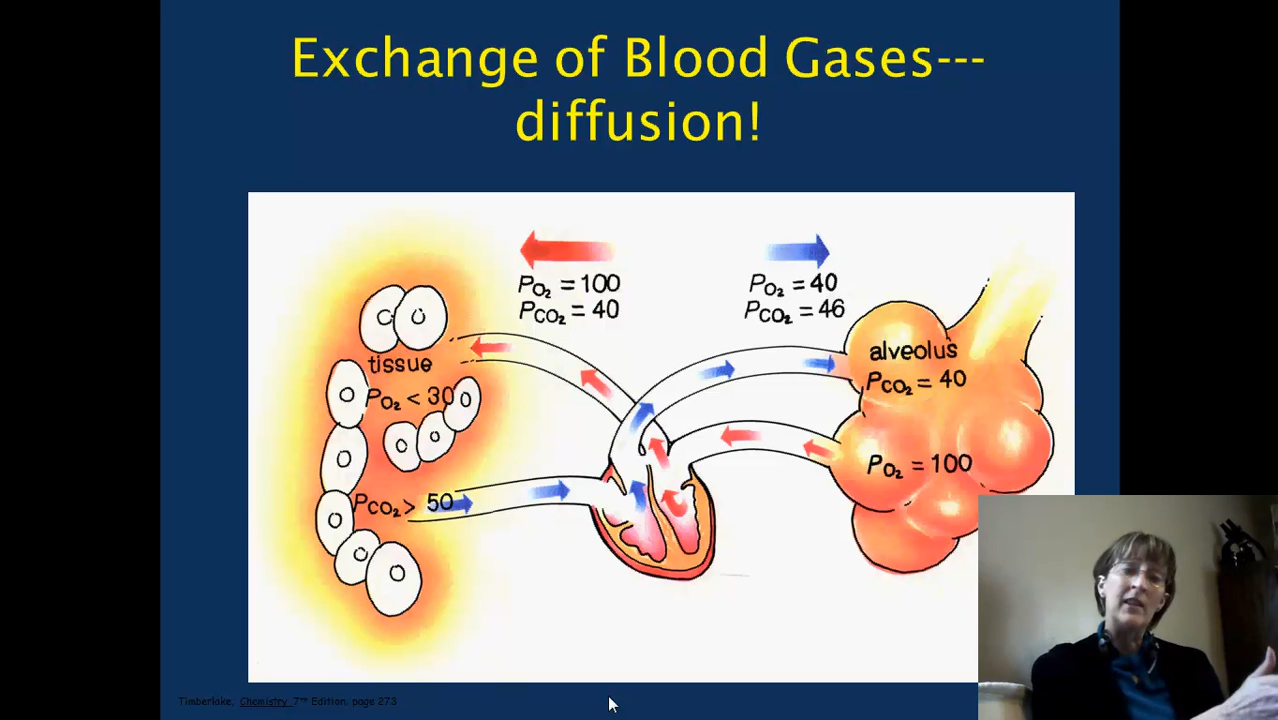 Exchange of Blood Gases---
diffusion!
PO₂ = 100
PCO₂ = 40
PO₂ = 40
PCO₂ = 46
tissue
PO₂ < 30
PCO₂ > 50
alveolus
PCO₂ = 40
PO₂ = 100
Timberlake, Chemistry 7ᵀᴴ Edition, page 273